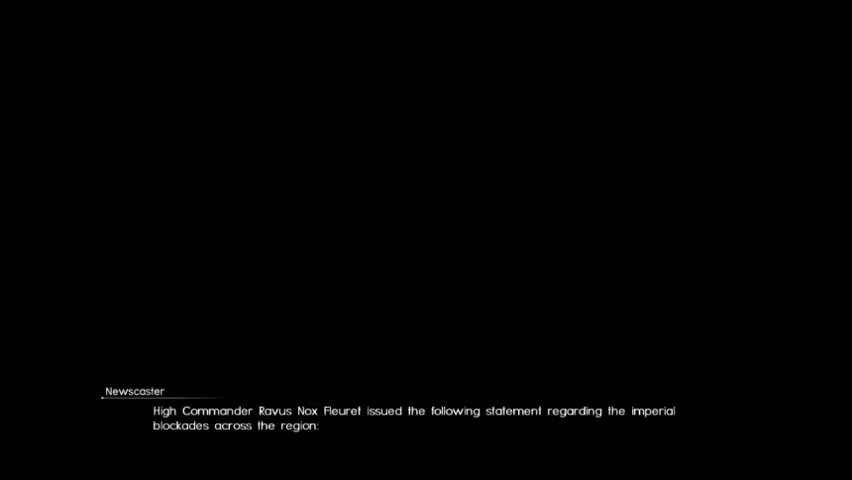 Newscaster
High Commander Ravus Nox Fleuret issued the following statement regarding the imperial
blockades across the region: